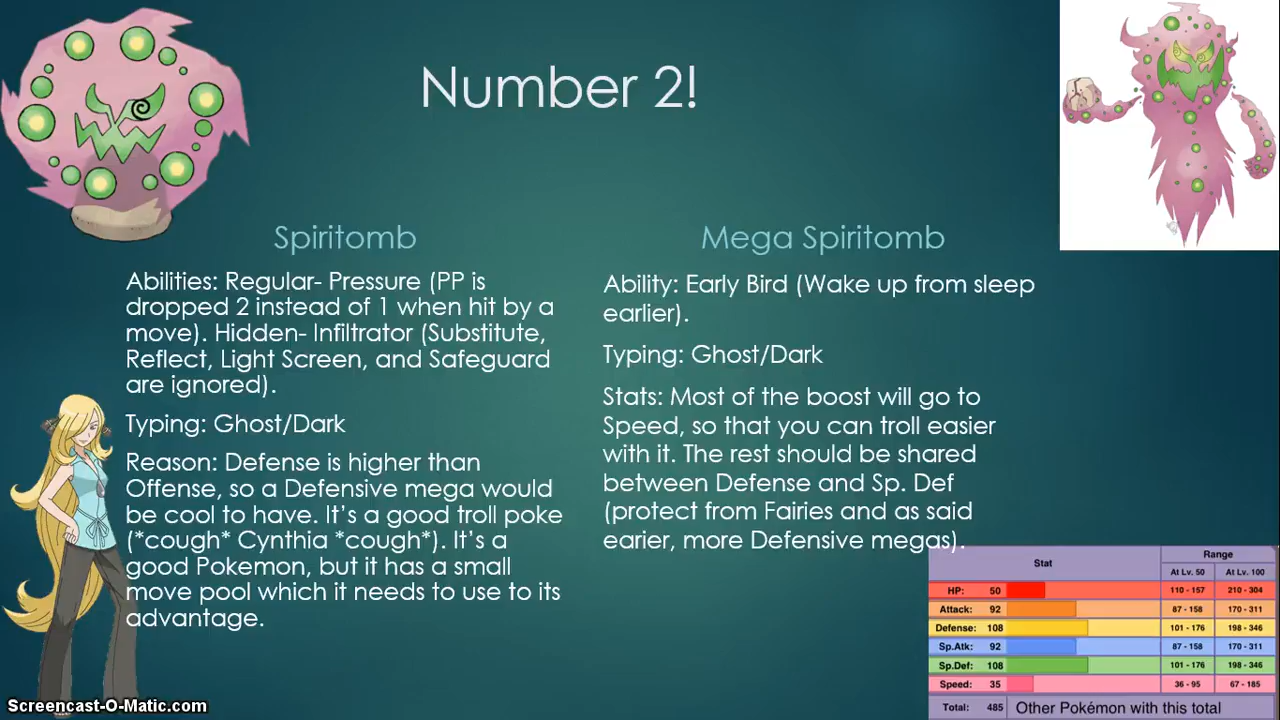 Number 2!
Spiritomb
Abilities: Regular- Pressure (PP is
dropped 2 instead of 1 when hit by a
move). Hidden- Infiltrator (Substitute,
Reflect, Light Screen, and Safeguard
are ignored).
Typing: Ghost/Dark
Reason: Defense is higher than
Offense, so a Defensive mega would
be cool to have. It’s a good troll poke
(*cough* Cynthia *cough*). It’s a
good Pokemon, but it has a small
move pool which it needs to use to its
advantage.
Mega Spiritomb
Ability: Early Bird (Wake up from sleep
earlier).
Typing: Ghost/Dark
Stats: Most of the boost will go to
Speed, so that you can troll easier
with it. The rest should be shared
between Defense and Sp. Def
(protect from Fairies and as said
earier, more Defensive megas).
Stat Range
At Lv. 50 At Lv. 100
HP: 50 110 - 157 210 - 304
Attack: 92 87 - 158 170 - 311
Defense: 108 101 - 176 198 - 346
Sp.Atk: 92 87 - 158 170 - 311
Sp.Def: 108 101 - 176 198 - 346
Speed: 35 36 - 95 67 - 185
Total: 485 Other Pokémon with this total
Screencast-O-Matic.com